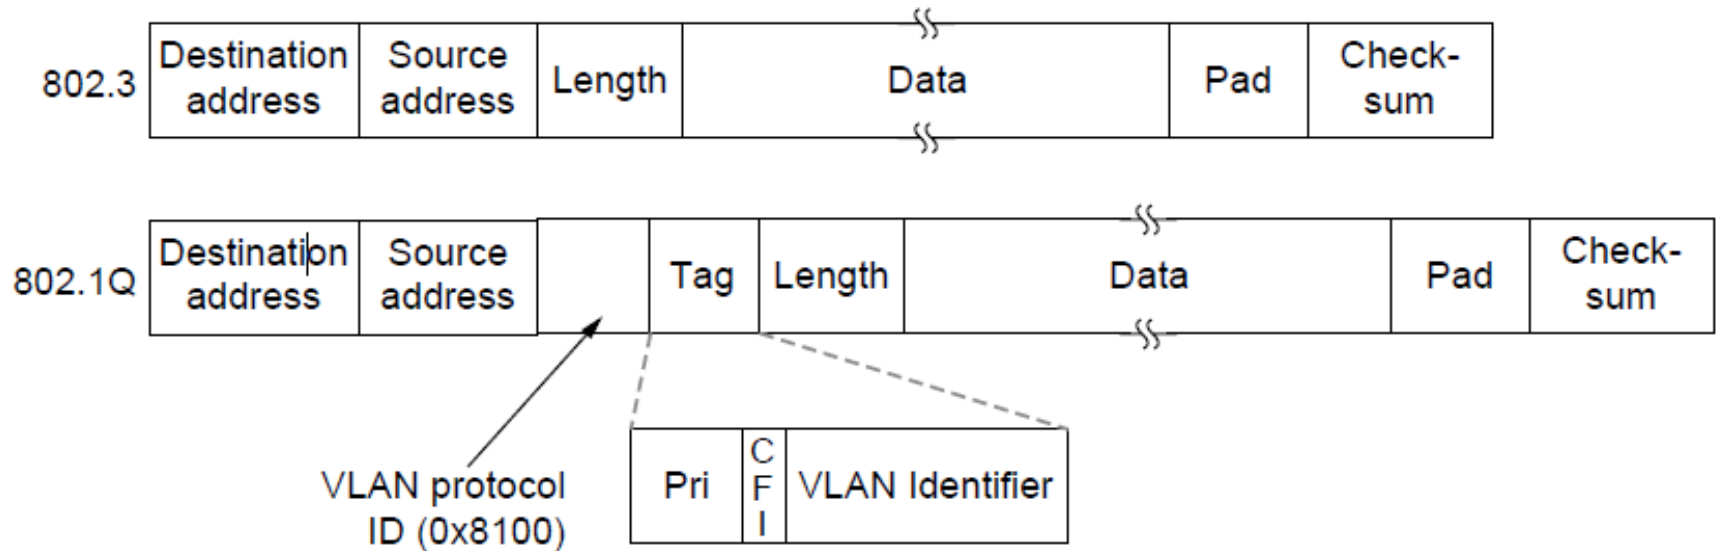 802.3
Destination
address
Source
address
Length
Data
Pad
Check-
sum
802.1Q
Destination
address
Source
address
Tag
Length
Data
Pad
Check-
sum
VLAN protocol
ID (0x8100)
Pri
C
F
I
VLAN Identifier